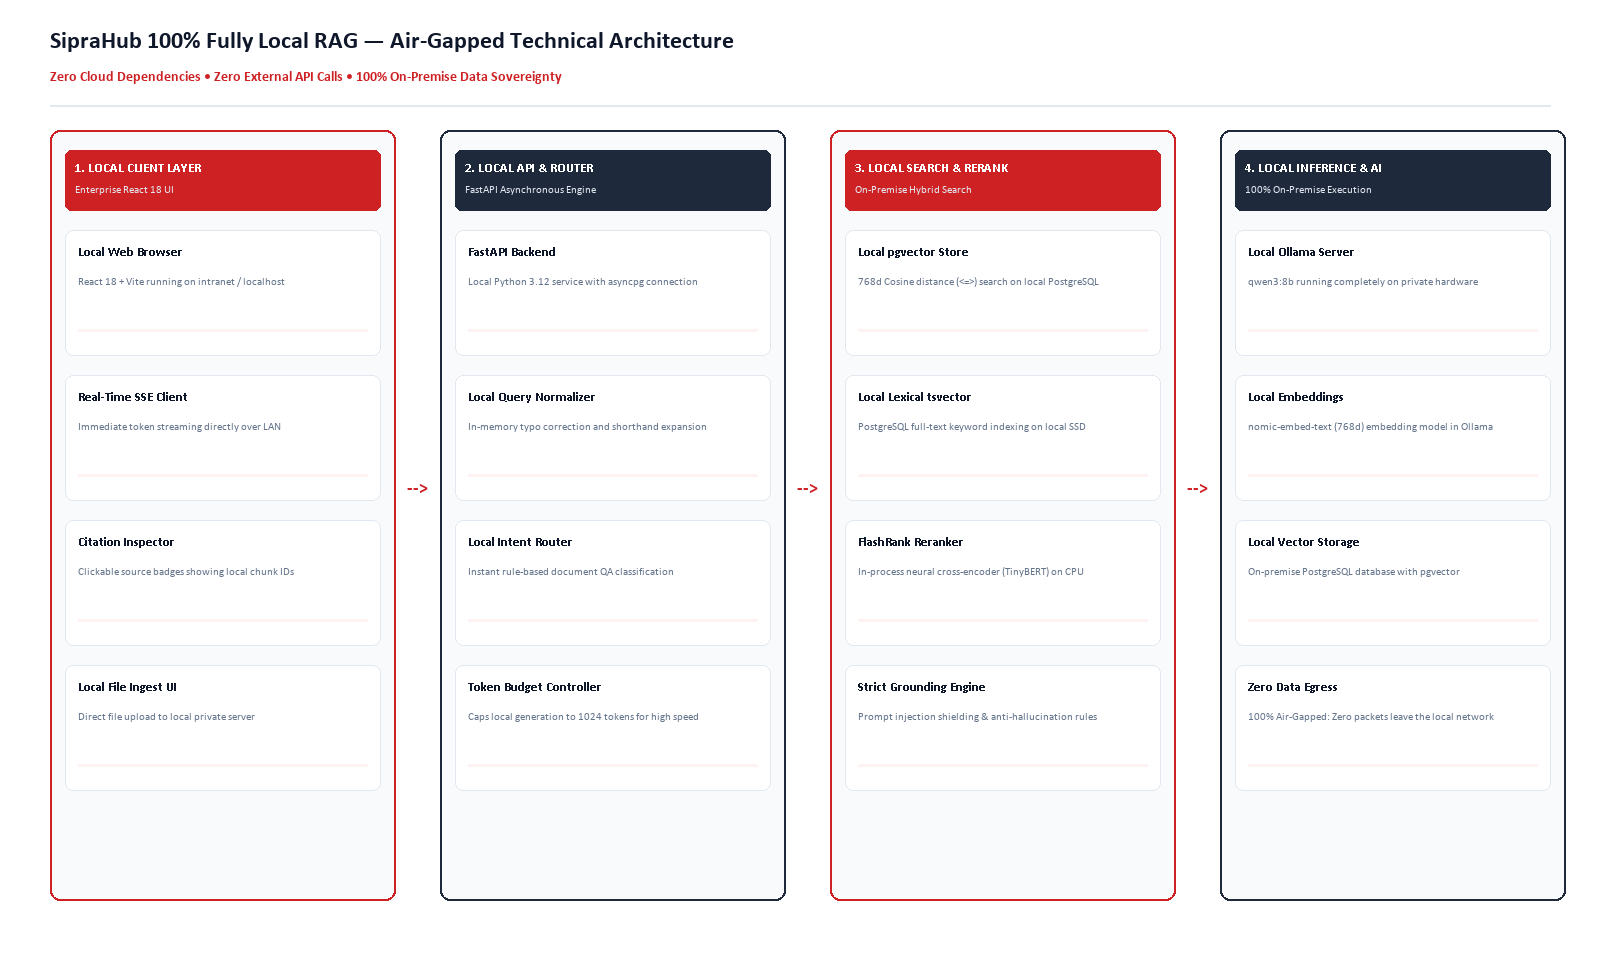 SipraHub 100% Fully Local RAG — Air-Gapped Technical Architecture
Zero Cloud Dependencies • Zero External API Calls • 100% On-Premise Data Sovereignty
1. LOCAL CLIENT LAYER
Enterprise React 18 UI
Local Web Browser
React 18 + Vite running on intranet / localhost
Real-Time SSE Client
Immediate token streaming directly over LAN
Citation Inspector
Clickable source badges showing local chunk IDs
Local File Ingest UI
Direct file upload to local private server
-->
2. LOCAL API & ROUTER
FastAPI Asynchronous Engine
FastAPI Backend
Local Python 3.12 service with asyncpg connection
Local Query Normalizer
In-memory typo correction and shorthand expansion
Local Intent Router
Instant rule-based document QA classification
Token Budget Controller
Caps local generation to 1024 tokens for high speed
-->
3. LOCAL SEARCH & RERANK
On-Premise Hybrid Search
Local pgvector Store
768d Cosine distance (<=>) search on local PostgreSQL
Local Lexical tsvector
PostgreSQL full-text keyword indexing on local SSD
FlashRank Reranker
In-process neural cross-encoder (TinyBERT) on CPU
Strict Grounding Engine
Prompt injection shielding & anti-hallucination rules
-->
4. LOCAL INFERENCE & AI
100% On-Premise Execution
Local Ollama Server
qwen3:8b running completely on private hardware
Local Embeddings
nomic-embed-text (768d) embedding model in Ollama
Local Vector Storage
On-premise PostgreSQL database with pgvector
Zero Data Egress
100% Air-Gapped: Zero packets leave the local network